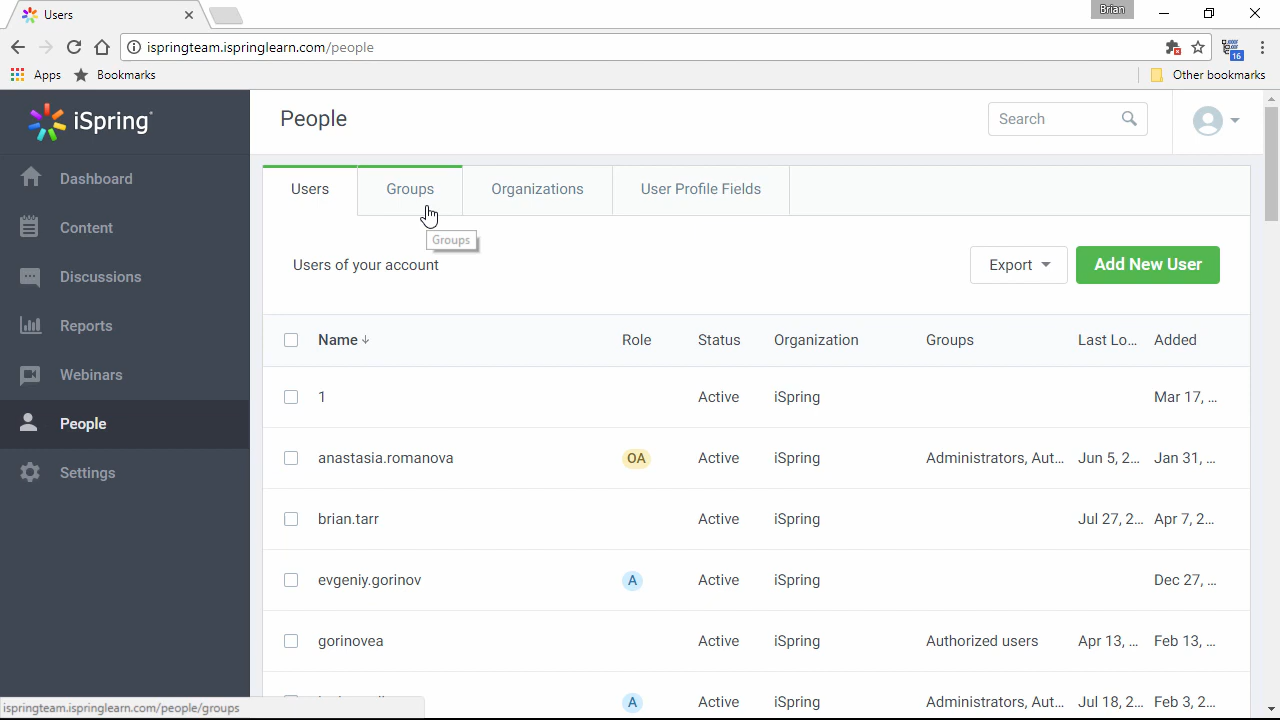 Users
Brian
ispringteam.ispringlearn.com/people
16
Apps
Bookmarks
Other bookmarks
iSpring
People
Search
Dashboard
Content
Discussions
Reports
Webinars
People
Settings
Users
Groups
Organizations
User Profile Fields
Groups
Users of your account
Export
Add New User
Name Role Status Organization Groups Last Lo... Added
1 Active iSpring Mar 17, ...
anastasia.romanova OA Active iSpring Administrators, Aut... Jun 5, 2... Jan 31, ...
brian.tarr Active iSpring Jul 27, 2... Apr 7, 2...
evgeniy.gorinov A Active iSpring Dec 27, ...
gorinovea Active iSpring Authorized users Apr 13, ... Feb 13, ...
A Active iSpring Administrators, Aut... Jul 18, 2... Feb 3, 2...
ispringteam.ispringlearn.com/people/groups